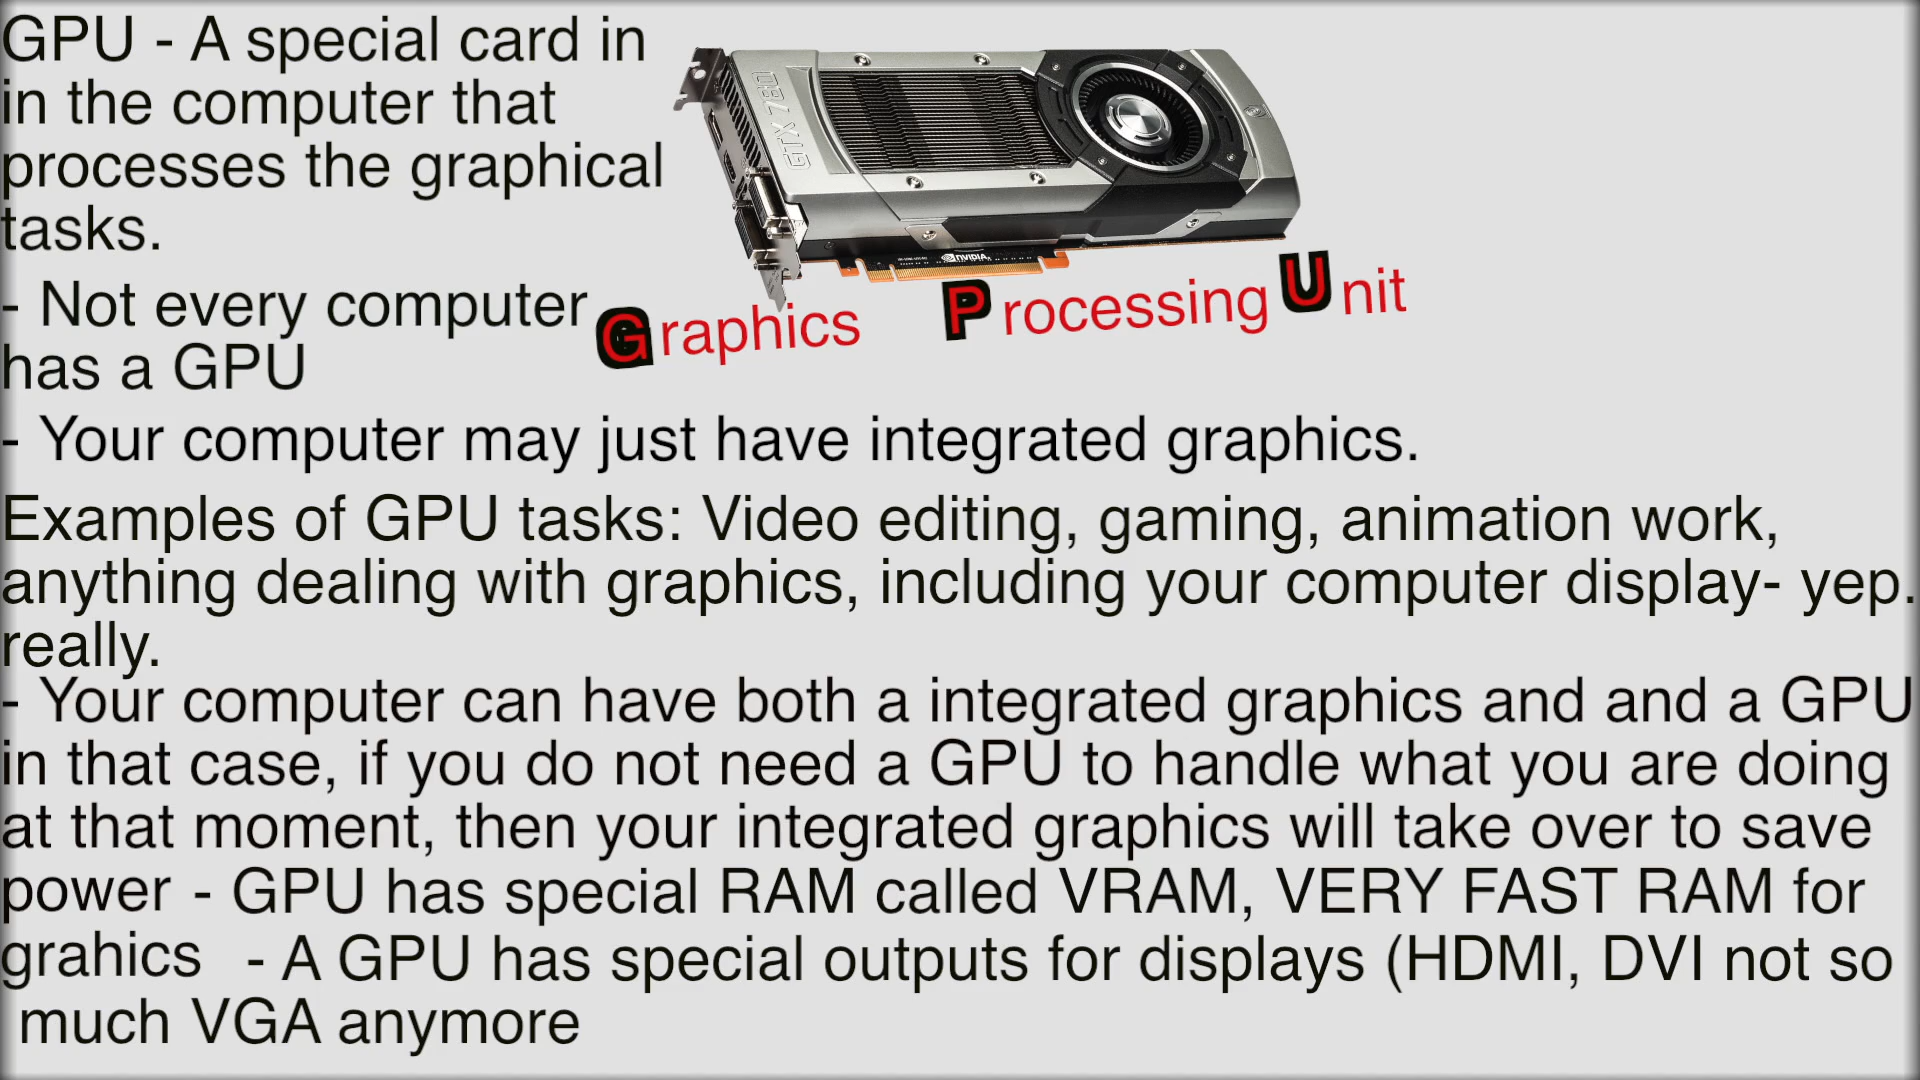 GPU - A special card in
in the computer that
processes the graphical
tasks.
GTX 780
NVIDIA
Graphics Processing Unit
- Not every computer
has a GPU
- Your computer may just have integrated graphics.
Examples of GPU tasks: Video editing, gaming, animation work,
anything dealing with graphics, including your computer display- yep.
really.
- Your computer can have both a integrated graphics and and a GPU
in that case, if you do not need a GPU to handle what you are doing
at that moment, then your integrated graphics will take over to save
power - GPU has special RAM called VRAM, VERY FAST RAM for
grahics - A GPU has special outputs for displays (HDMI, DVI not so
much VGA anymore